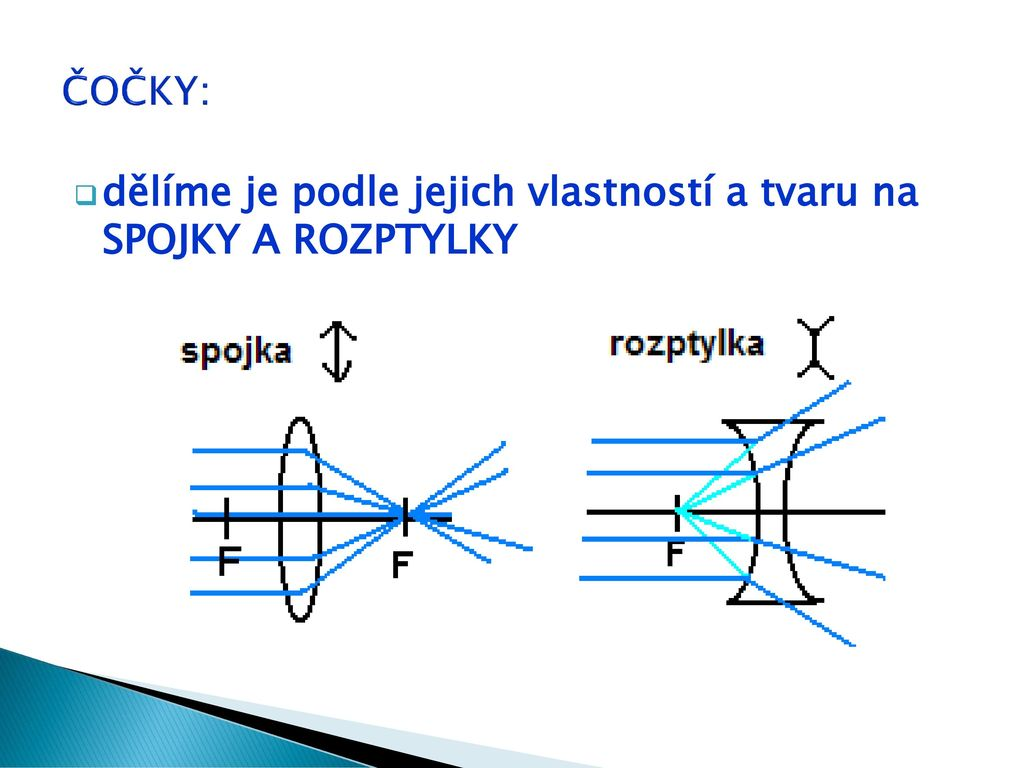 ČOČKY:
dělíme je podle jejich vlastností a tvaru na
SPOJKY A ROZPTYLKY
spojka
rozptylka
F
F
F